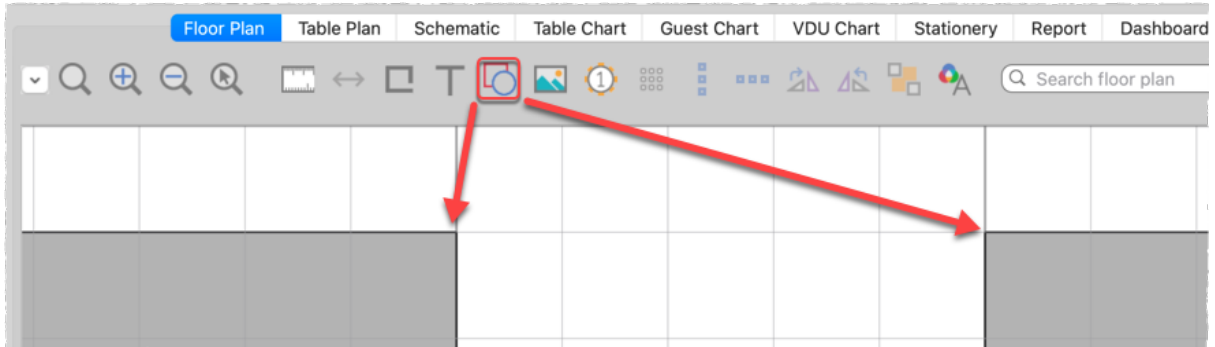 Floor Plan Table Plan Schematic Table Chart Guest Chart VDU Chart Stationery Report Dashboard
T 1 A Search floor plan